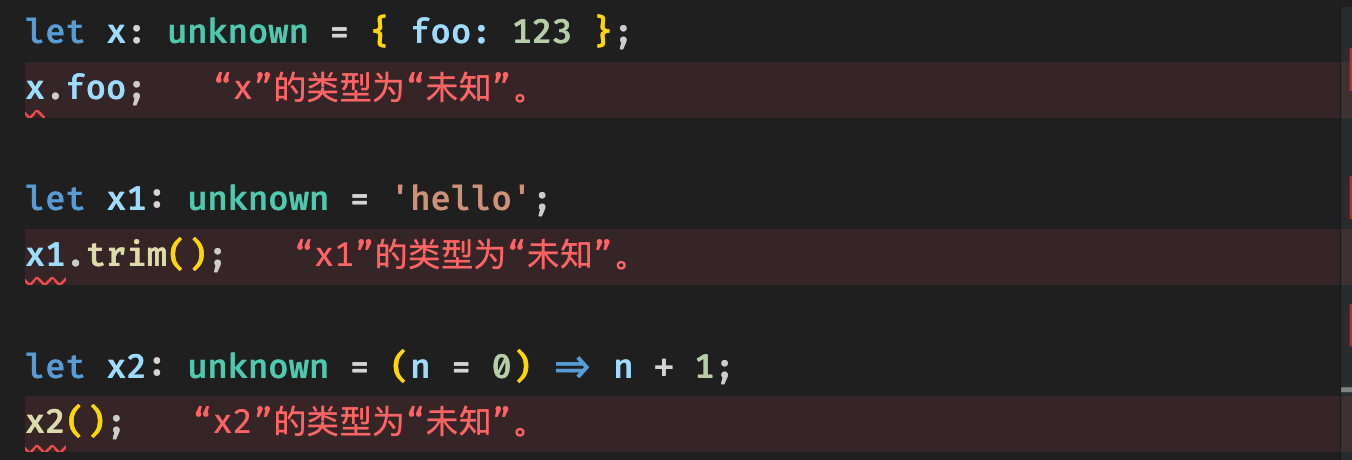 let x: unknown = { foo: 123 };
x.foo; “x”的类型为“未知”。
let x1: unknown = 'hello';
x1.trim(); “x1”的类型为“未知”。
let x2: unknown = (n = 0) => n + 1;
x2(); “x2”的类型为“未知”。